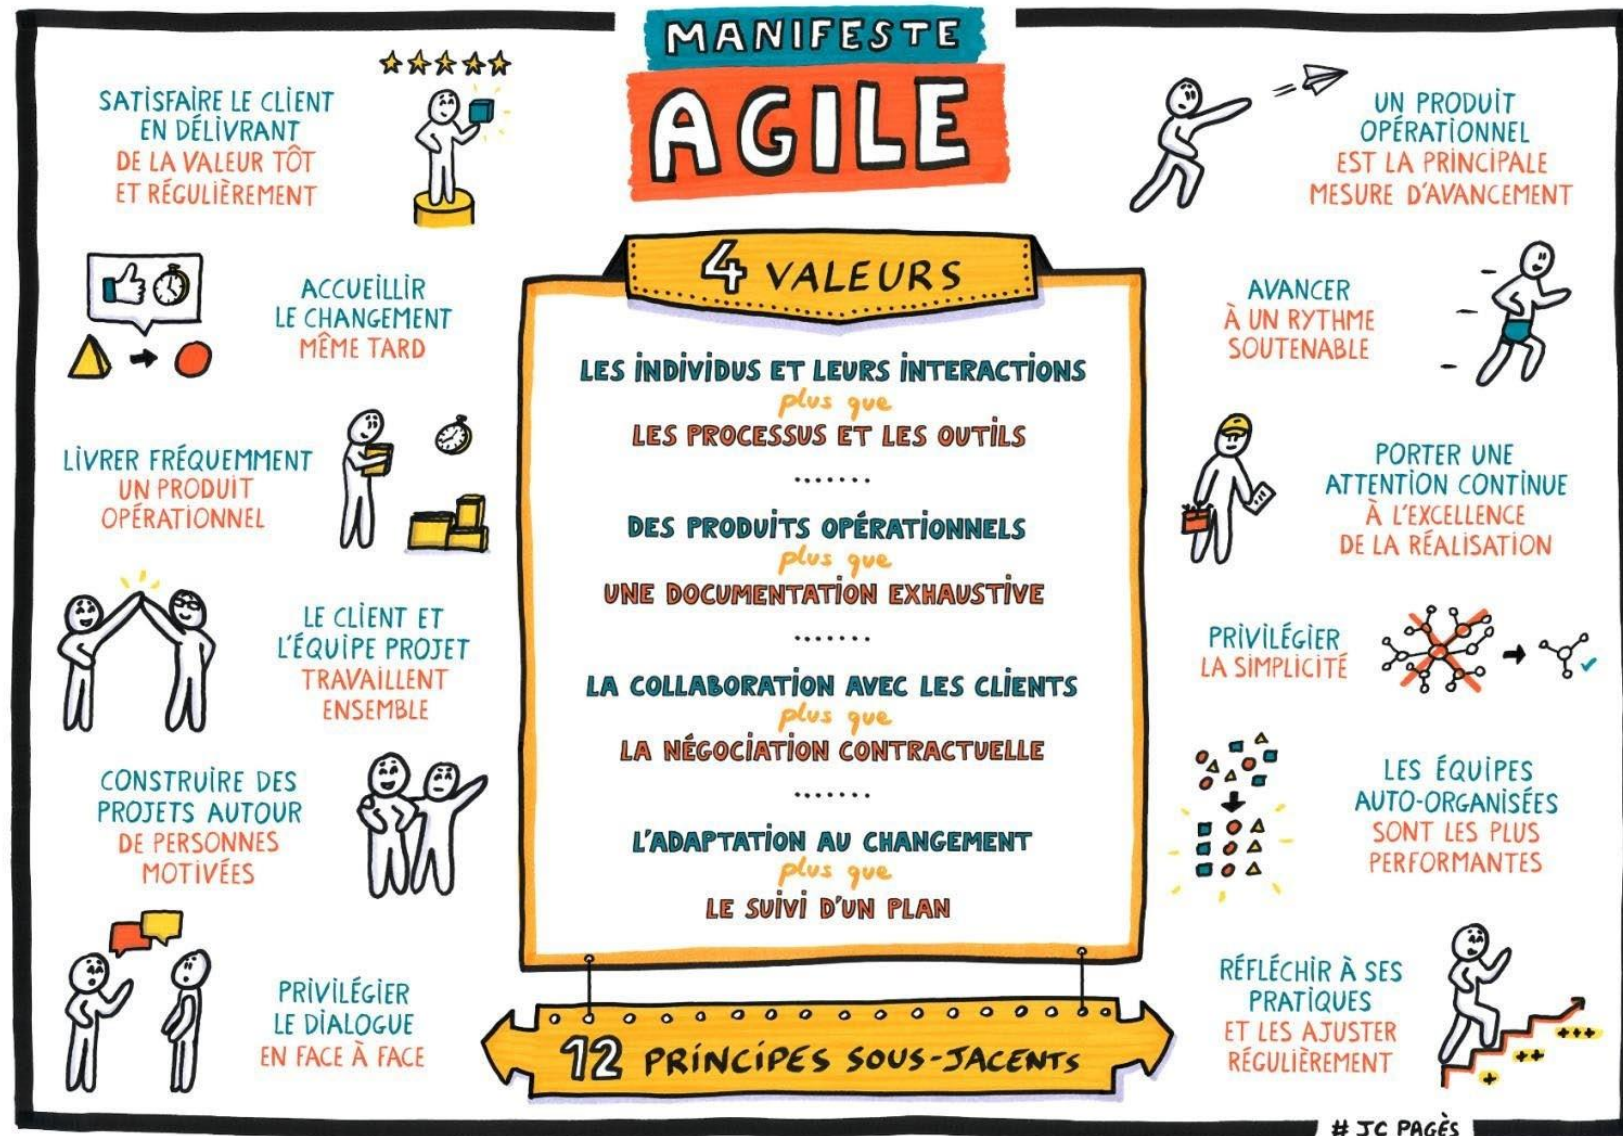 MANIFESTE
AGILE
SATISFAIRE LE CLIENT
EN DÉLIVRANT
DE LA VALEUR TÔT
ET RÉGULIÈREMENT
ACCUEILLIR
LE CHANGEMENT
MÊME TARD
LIVRER FRÉQUEMMENT
UN PRODUIT
OPÉRATIONNEL
LE CLIENT ET
L'ÉQUIPE PROJET
TRAVAILLENT
ENSEMBLE
CONSTRUIRE DES
PROJETS AUTOUR
DE PERSONNES
MOTIVÉES
PRIVILÉGIER
LE DIALOGUE
EN FACE À FACE
4 VALEURS
LES INDIVIDUS ET LEURS INTERACTIONS
plus que
LES PROCESSUS ET LES OUTILS
.......
DES PRODUITS OPÉRATIONNELS
plus que
UNE DOCUMENTATION EXHAUSTIVE
.......
LA COLLABORATION AVEC LES CLIENTS
plus que
LA NÉGOCIATION CONTRACTUELLE
.......
L'ADAPTATION AU CHANGEMENT
plus que
LE SUIVI D'UN PLAN
12 PRINCIPES SOUS-JACENTS
UN PRODUIT
OPÉRATIONNEL
EST LA PRINCIPALE
MESURE D'AVANCEMENT
AVANCER
À UN RYTHME
SOUTENABLE
PORTER UNE
ATTENTION CONTINUE
À L'EXCELLENCE
DE LA RÉALISATION
PRIVILÉGIER
LA SIMPLICITÉ
LES ÉQUIPES
AUTO-ORGANISÉES
SONT LES PLUS
PERFORMANTES
RÉFLÉCHIR À SES
PRATIQUES
ET LES AJUSTER
RÉGULIÈREMENT
+++
++
+
# JC PAGÈS